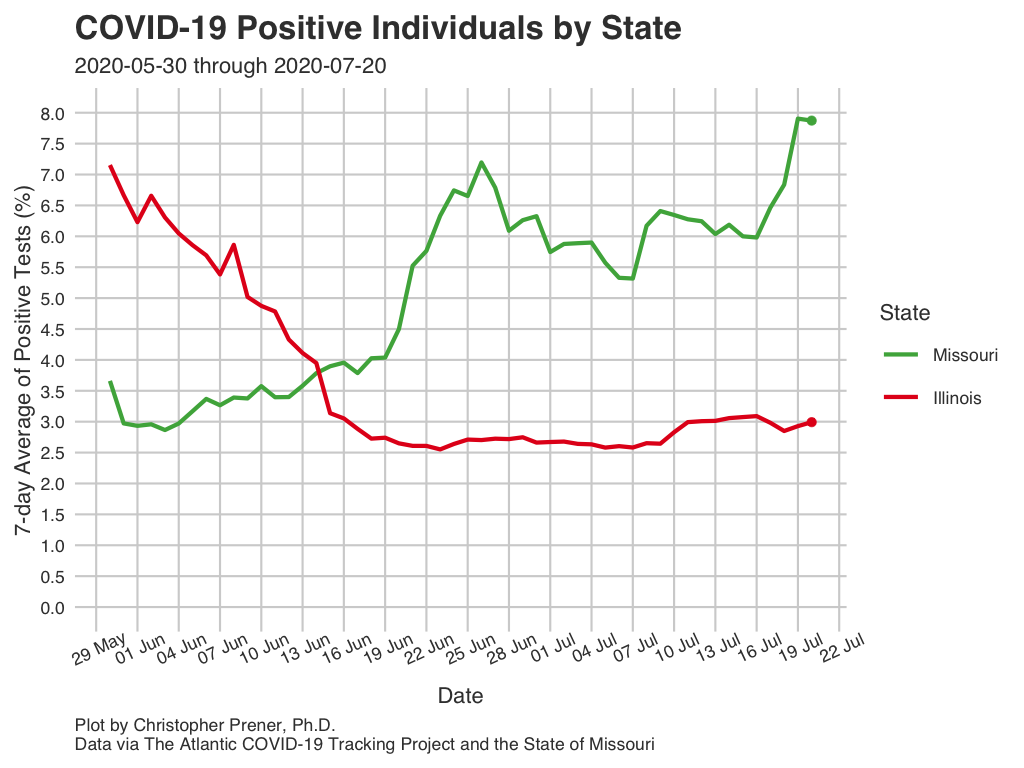 COVID-19 Positive Individuals by State
2020-05-30 through 2020-07-20
7-day Average of Positive Tests (%)
8.0
7.5
7.0
6.5
6.0
5.5
5.0
4.5
4.0
3.5
3.0
2.5
2.0
1.5
1.0
0.5
0.0
29 May
01 Jun
04 Jun
07 Jun
10 Jun
13 Jun
16 Jun
19 Jun
22 Jun
25 Jun
28 Jun
01 Jul
04 Jul
07 Jul
10 Jul
13 Jul
16 Jul
19 Jul
22 Jul
Date
State
Missouri
Illinois
Plot by Christopher Prener, Ph.D.
Data via The Atlantic COVID-19 Tracking Project and the State of Missouri